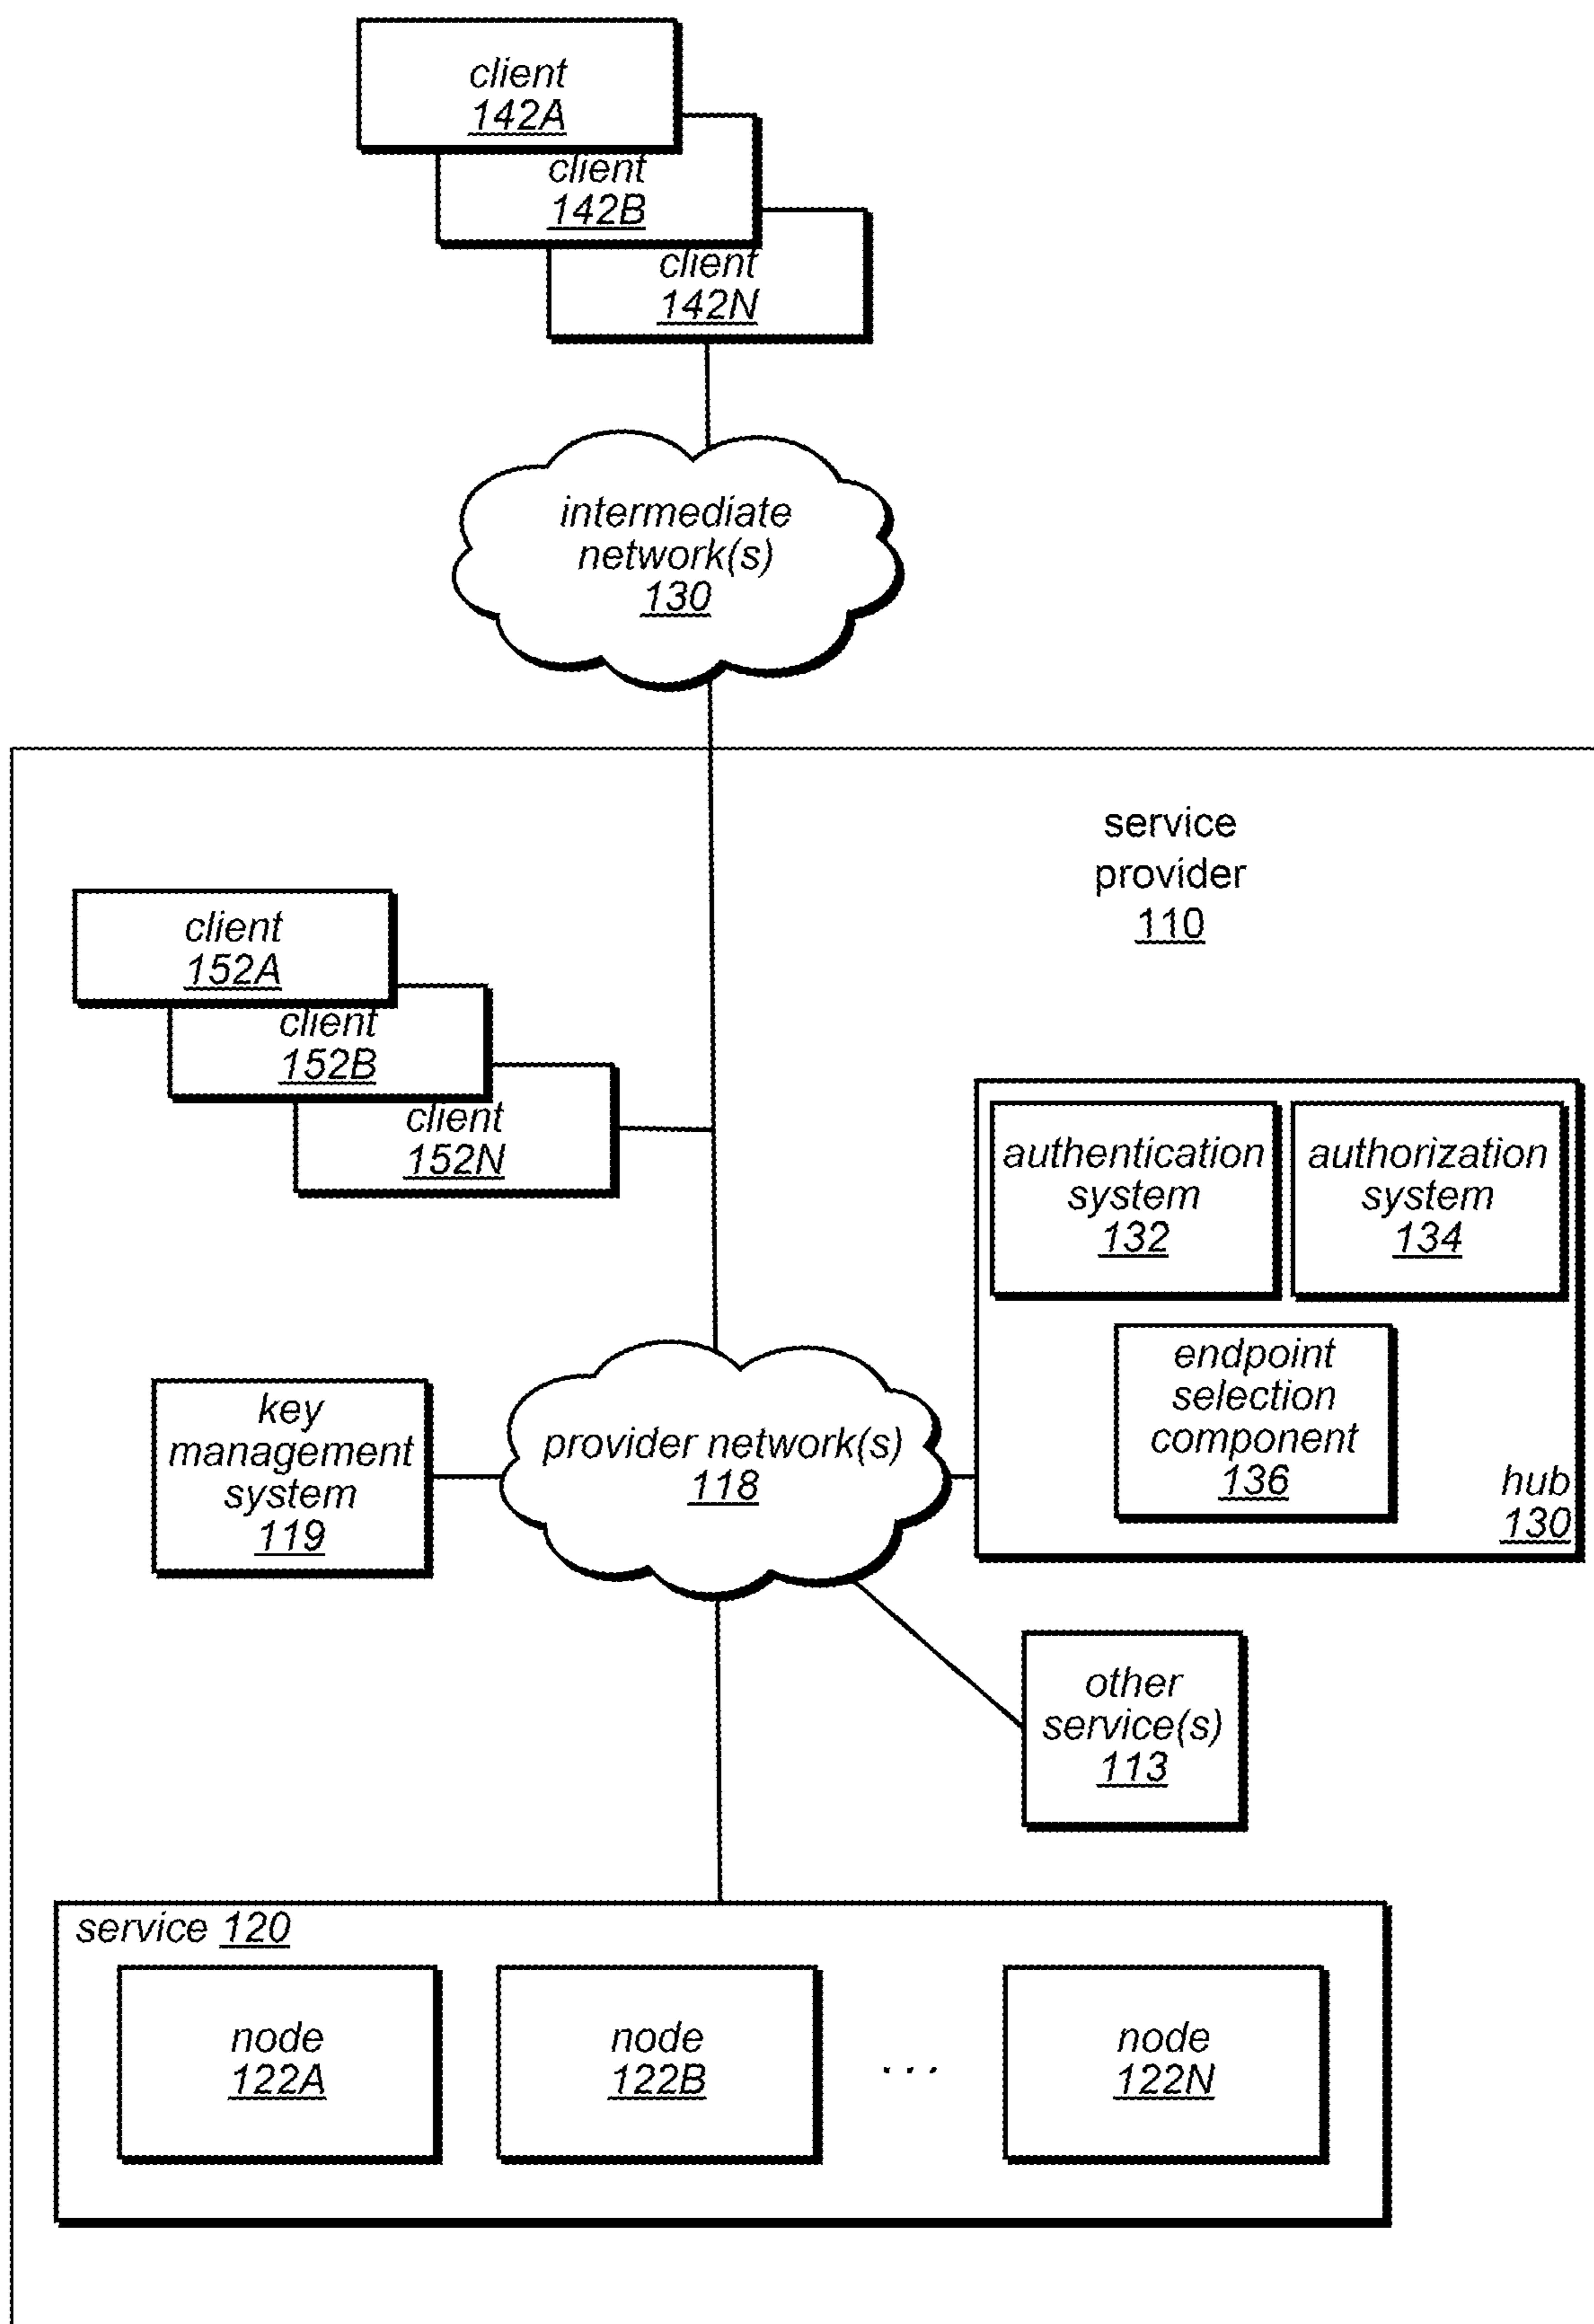 client
142A
client
142B
client
142N
intermediate
network(s)
130
service
provider
110
client
152A
client
152B
client
152N
authentication
system
132
authorization
system
134
endpoint
selection
component
136
hub
130
key
management
system
119
provider network(s)
118
other
service(s)
113
service 120
node
122A
node
122B
. . .
node
122N